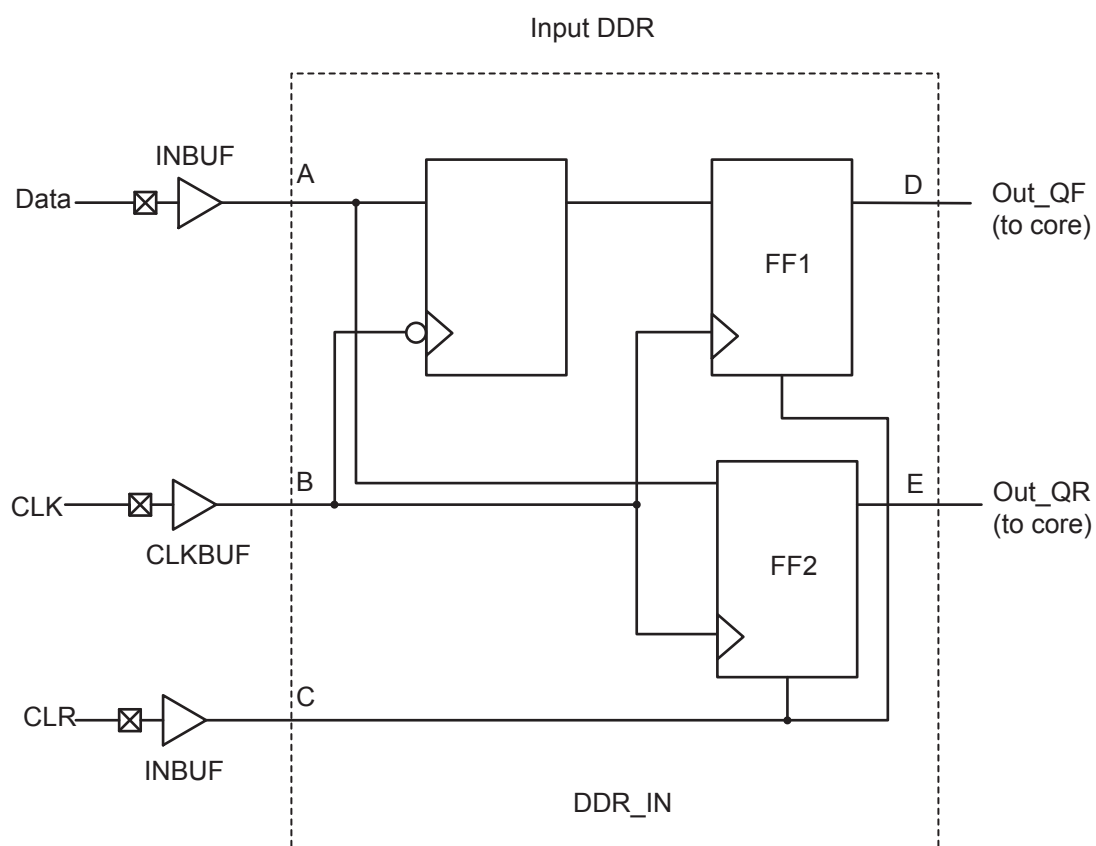 Input DDR
INBUF
A
Data
D
Out_QF
(to core)
FF1
B
CLK
E
Out_QR
(to core)
CLKBUF
FF2
C
CLR
INBUF
DDR_IN